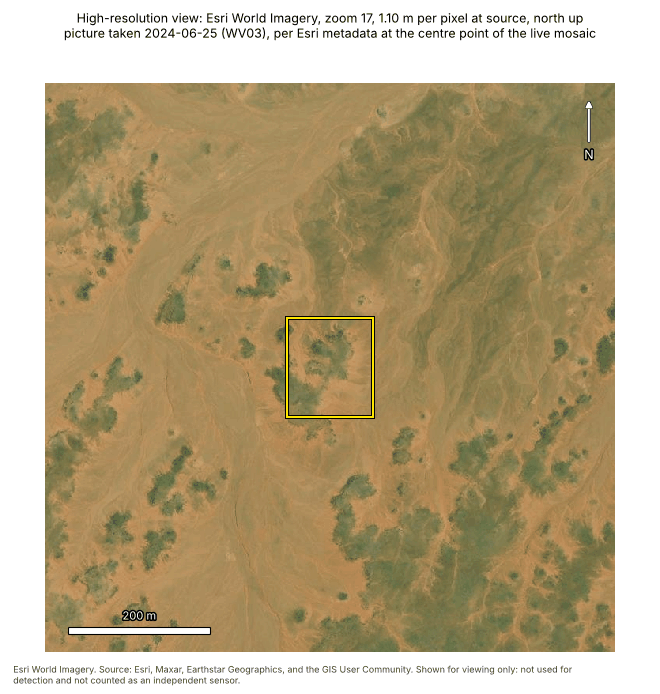 High-resolution view: Esri World Imagery, zoom 17, 1.10 m per pixel at source, north up
picture taken 2024-06-25 (WV03), per Esri metadata at the centre point of the live mosaic
N
200 m
Esri World Imagery. Source: Esri, Maxar, Earthstar Geographics, and the GIS User Community. Shown for viewing only: not used for
detection and not counted as an independent sensor.